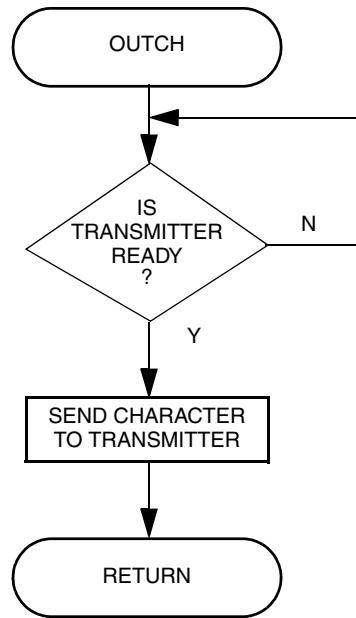 OUTCH
IS
TRANSMITTER
READY
?
N
Y
SEND CHARACTER
TO TRANSMITTER
RETURN